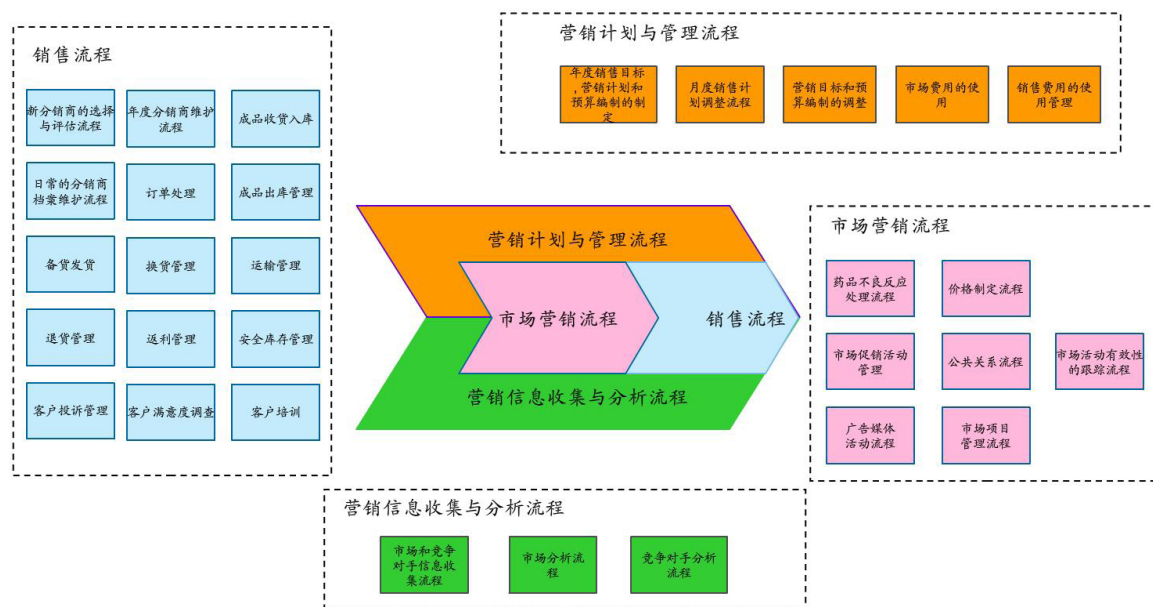 销售流程
新分销商的选择
与评估流程
年度分销商维护
流程
成品收货入库
日常的分销商
档案维护流程
订单处理
成品出库管理
备货发货
换货管理
运输管理
退货管理
返利管理
安全库存管理
客户投诉管理
客户满意度调查
客户培训
营销计划与管理流程
年度销售目标
,营销计划和
预算编制的制
定
月度销售计
划调整流程
营销目标和预
算编制的调整
市场费用的使
用
销售费用的使
用管理
营销计划与管理流程
市场营销流程
销售流程
营销信息收集与分析流程
市场营销流程
药品不良反应
处理流程
价格制定流程
市场促销活动
管理
公共关系流程
市场活动有效性
的跟踪流程
广告媒体
活动流程
市场项目
管理流程
营销信息收集与分析流程
市场和竞争
对手信息收
集流程
市场分析流
程
竞争对手分析
流程